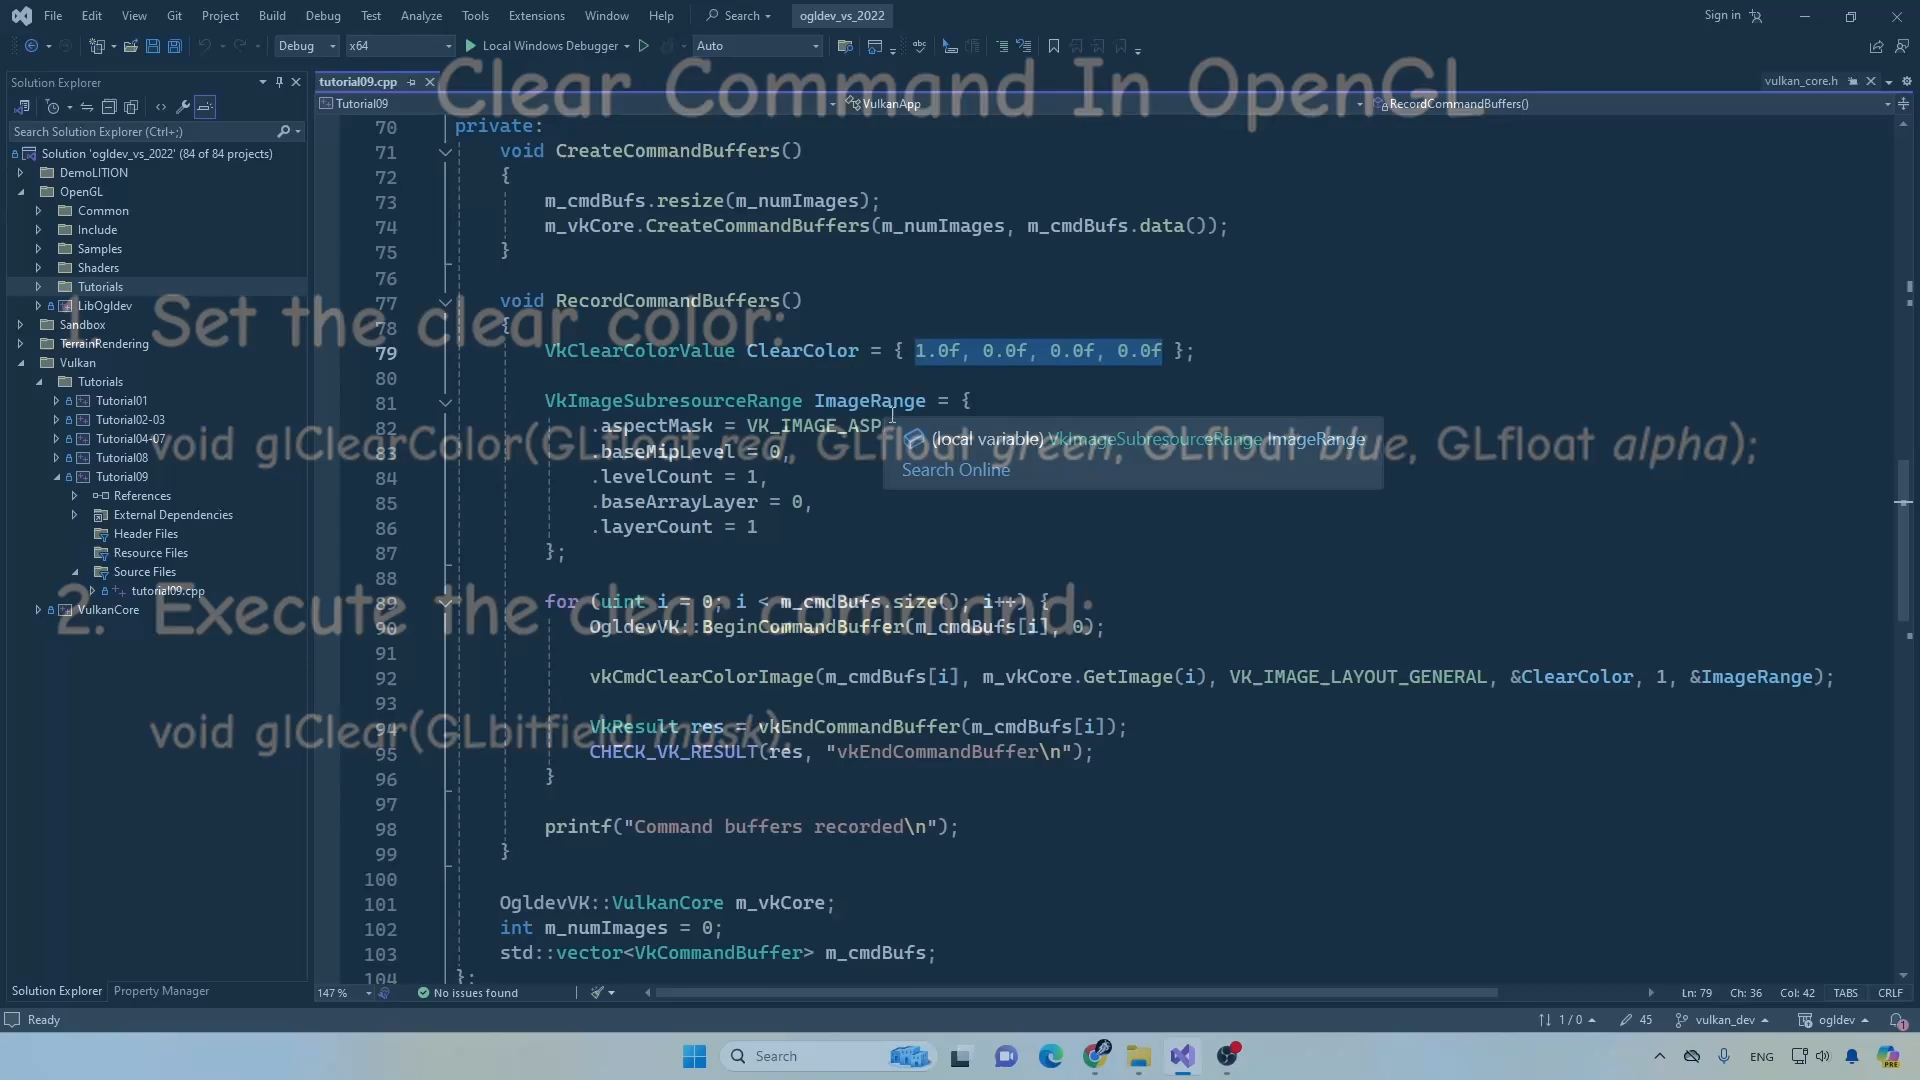 File Edit View Git Project Build Debug Test Analyze Tools Extensions Window Help Search ogldev_vs_2022 Sign in
Debug x64 Local Windows Debugger Auto
Solution Explorer
tutorial09.cpp
vulkan_core.h
Clear Command In OpenGL
Tutorial09
VulkanApp
RecordCommandBuffers()
Search Solution Explorer (Ctrl+;)
Solution 'ogldev_vs_2022' (84 of 84 projects)
DemoLITION
OpenGL
Common
Include
Samples
Shaders
Tutorials
LibOgldev
Sandbox
TerrainRendering
Vulkan
Tutorials
Tutorial01
Tutorial02-03
Tutorial04-07
Tutorial08
Tutorial09
References
External Dependencies
Header Files
Resource Files
Source Files
tutorial09.cpp
VulkanCore
70 private:
71 void CreateCommandBuffers()
72 {
73 m_cmdBufs.resize(m_numImages);
74 m_vkCore.CreateCommandBuffers(m_numImages, m_cmdBufs.data());
75 }
76
77 void RecordCommandBuffers()
78 {
79 VkClearColorValue ClearColor = { 1.0f, 0.0f, 0.0f, 0.0f };
80
81 VkImageSubresourceRange ImageRange = {
82 .aspectMask = VK_IMAGE_ASP
83 .baseMipLevel = 0,
84 .levelCount = 1,
85 .baseArrayLayer = 0,
86 .layerCount = 1
87 };
88
89 for (uint i = 0; i < m_cmdBufs.size(); i++) {
90 OgldevVK::BeginCommandBuffer(m_cmdBufs[i], 0);
91
92 vkCmdClearColorImage(m_cmdBufs[i], m_vkCore.GetImage(i), VK_IMAGE_LAYOUT_GENERAL, &ClearColor, 1, &ImageRange);
93
94 VkResult res = vkEndCommandBuffer(m_cmdBufs[i]);
95 CHECK_VK_RESULT(res, "vkEndCommandBuffer\n");
96 }
97
98 printf("Command buffers recorded\n");
99 }
100
101 OgldevVK::VulkanCore m_vkCore;
102 int m_numImages = 0;
103 std::vector<VkCommandBuffer> m_cmdBufs;
104 };
(local variable) VkImageSubresourceRange ImageRange
Search Online
Set the clear color:
void glClearColor(GLfloat red, GLfloat green, GLfloat blue, GLfloat alpha);
2. Execute the clear command:
void glClear(GLbitfield mask);
Solution Explorer Property Manager
147 % No issues found Ln: 79 Ch: 36 Col: 42 TABS CRLF
Ready 1 / 0 45 vulkan_dev ogldev 1
Search ENG PRE